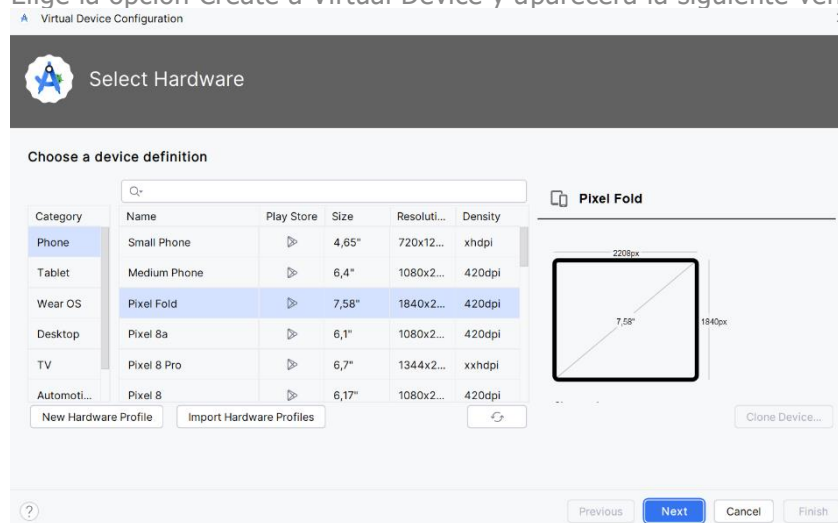 Elige la opción Create a Virtual Device y aparecerá la siguiente
Virtual Device Configuration
Select Hardware
Choose a device definition
Category Name Play Store Size Resoluti... Density
Phone Small Phone 4,65" 720x12... xhdpi
Tablet Medium Phone 6,4" 1080x2... 420dpi
Wear OS Pixel Fold 7,58" 1840x2... 420dpi
Desktop Pixel 8a 6,1" 1080x2... 420dpi
TV Pixel 8 Pro 6,7" 1344x2... xxhdpi
Automoti... Pixel 8 6,17" 1080x2... 420dpi
New Hardware Profile Import Hardware Profiles
Pixel Fold
2208px
7,58" 1840px
Clone Device...
? Previous Next Cancel Finish